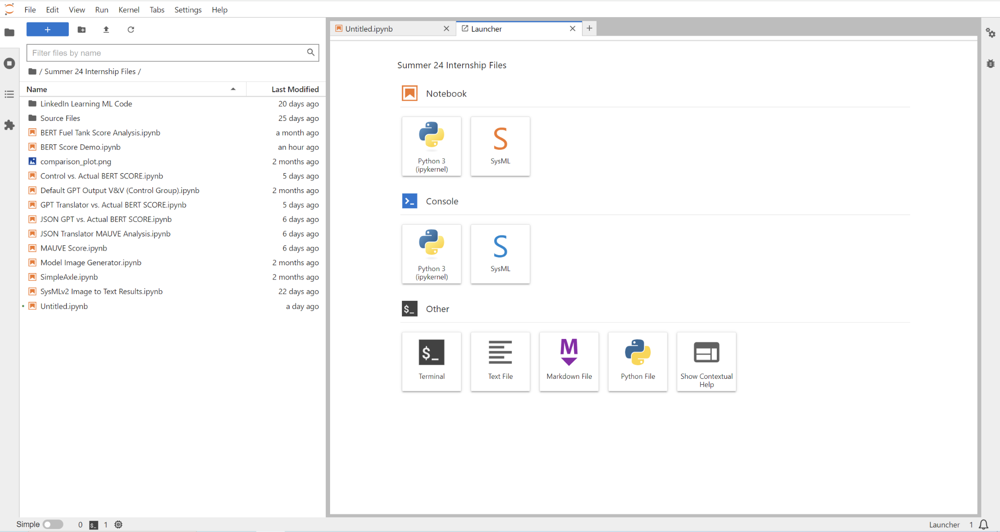 File Edit View Run Kernel Tabs Settings Help
+
Filter files by name
/ Summer 24 Internship Files /
Name Last Modified
LinkedIn Learning ML Code 20 days ago
Source Files 25 days ago
BERT Fuel Tank Score Analysis.ipynb a month ago
BERT Score Demo.ipynb an hour ago
comparison_plot.png 2 months ago
Control vs. Actual BERT SCORE.ipynb 5 days ago
Default GPT Output V&V (Control Group).ipynb 2 months ago
GPT Translator vs. Actual BERT SCORE.ipynb 5 days ago
JSON GPT vs. Actual BERT SCORE.ipynb 6 days ago
JSON Translator MAUVE Analysis.ipynb 6 days ago
MAUVE Score.ipynb 6 days ago
Model Image Generator.ipynb 2 months ago
SimpleAxle.ipynb 2 months ago
SysMLv2 Image to Text Results.ipynb 22 days ago
Untitled.ipynb a day ago
Untitled.ipynb Launcher +
Summer 24 Internship Files
Notebook
S
Python 3 SysML
(ipykernel)
>_ Console
S
Python 3 SysML
(ipykernel)
$_ Other
$_ M
Terminal Text File Markdown File Python File Show Contextual
Help
Simple 0 $_ 1 Launcher 1